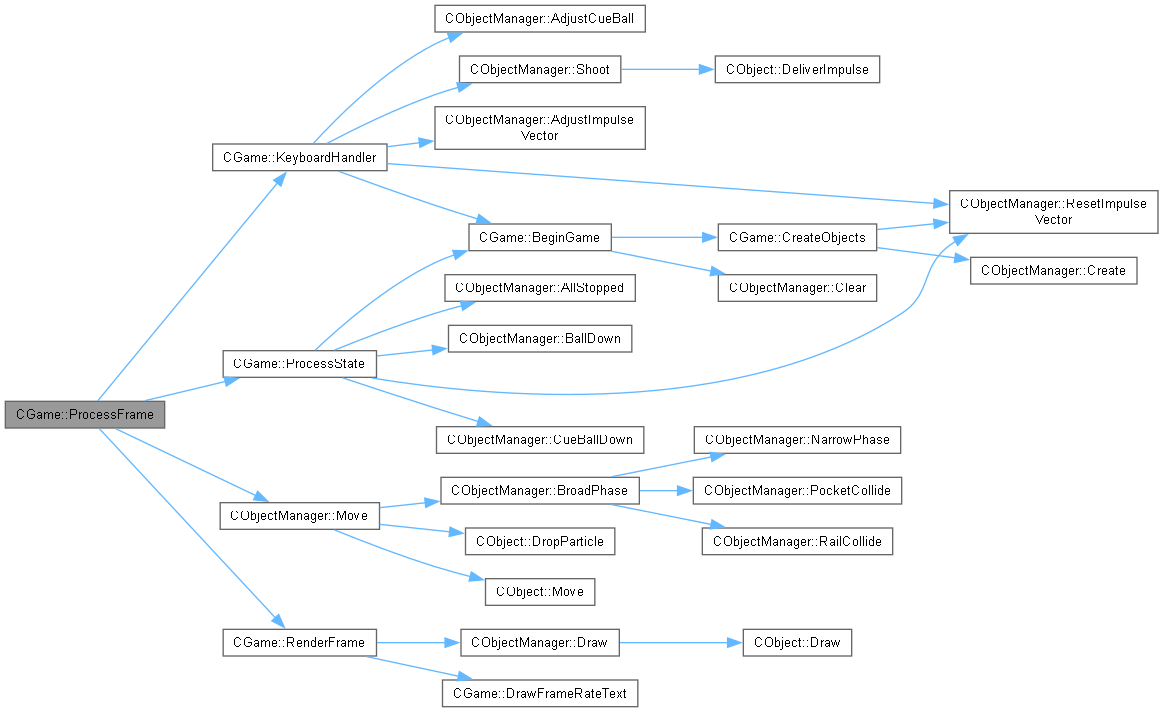 CObjectManager::AdjustCueBall
CObjectManager::Shoot
CObject::DeliverImpulse
CObjectManager::AdjustImpulse
Vector
CGame::KeyboardHandler
CObjectManager::ResetImpulse
Vector
CGame::BeginGame
CGame::CreateObjects
CObjectManager::Create
CObjectManager::AllStopped
CObjectManager::Clear
CObjectManager::BallDown
CGame::ProcessState
CGame::ProcessFrame
CObjectManager::CueBallDown
CObjectManager::NarrowPhase
CObjectManager::BroadPhase
CObjectManager::PocketCollide
CObjectManager::Move
CObject::DropParticle
CObjectManager::RailCollide
CObject::Move
CGame::RenderFrame
CObjectManager::Draw
CObject::Draw
CGame::DrawFrameRateText